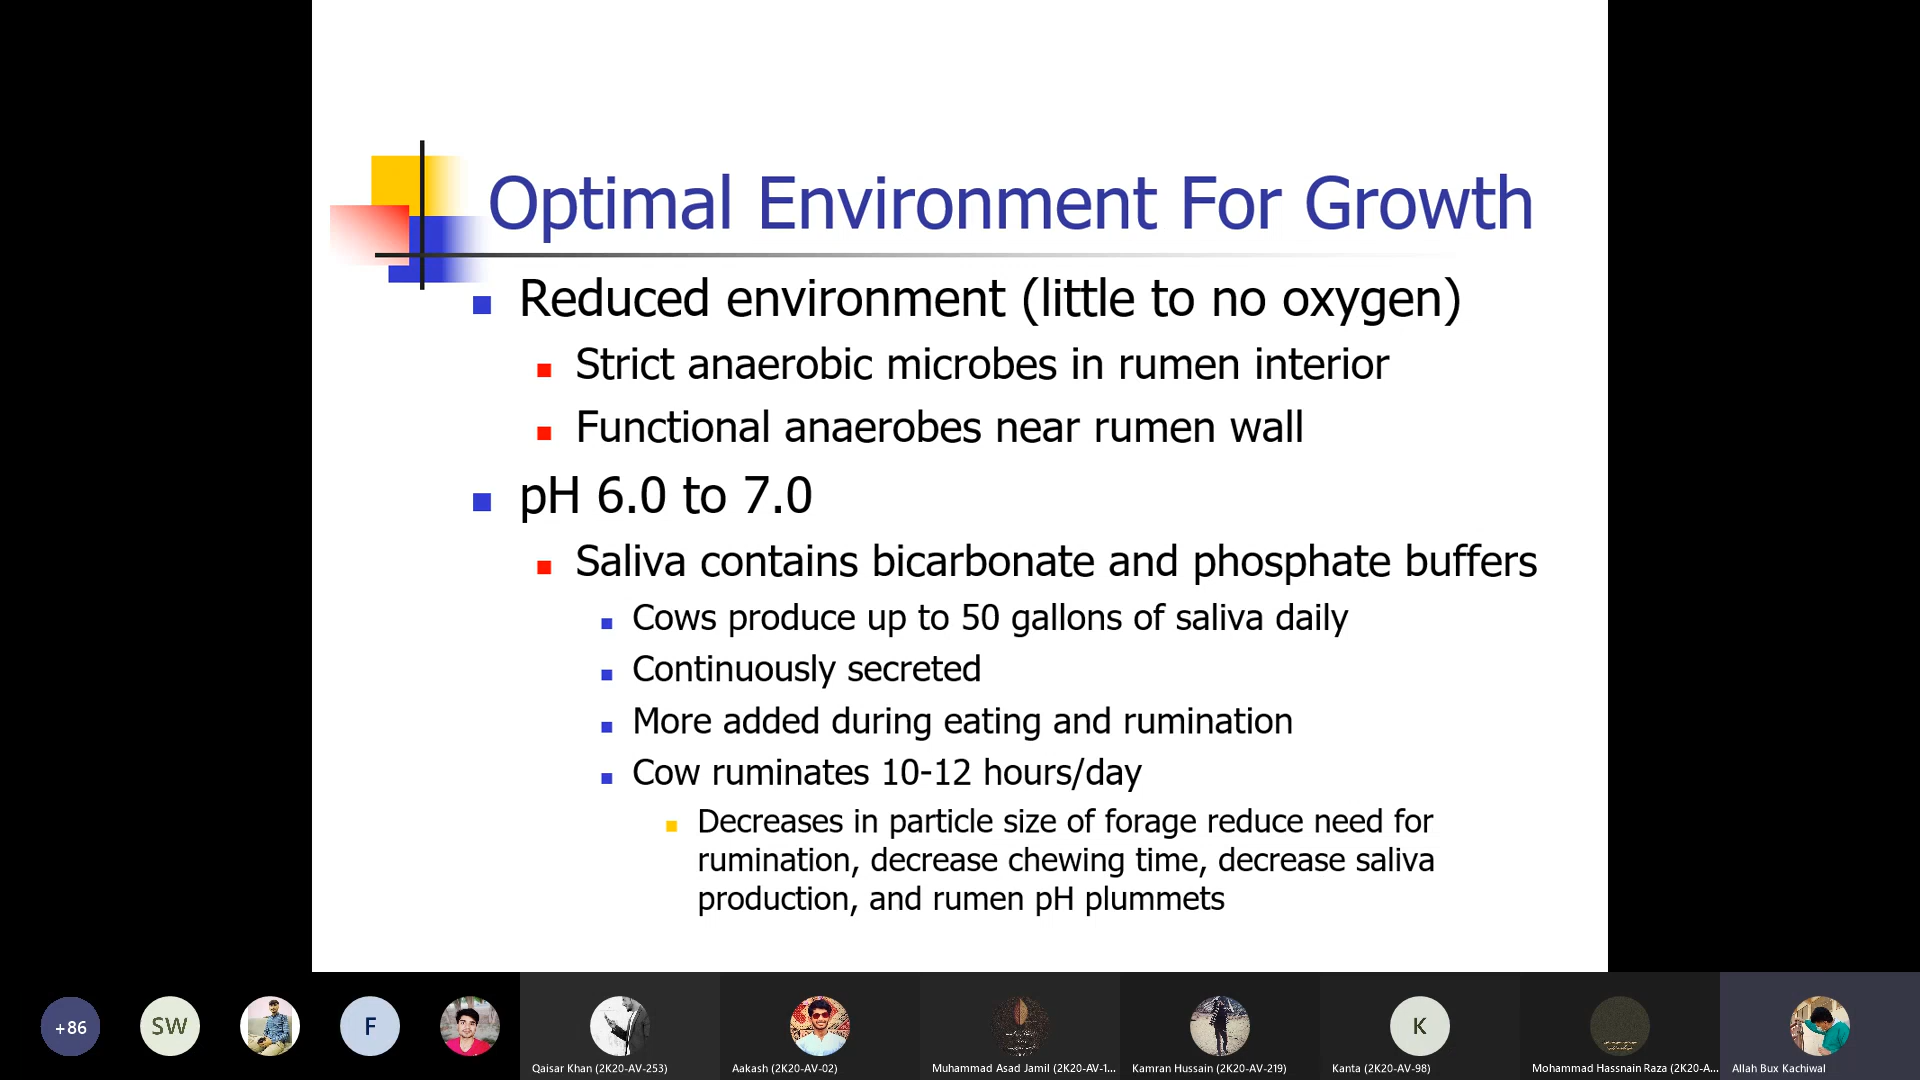 Optimal Environment For Growth
Reduced environment (little to no oxygen)
Strict anaerobic microbes in rumen interior
Functional anaerobes near rumen wall
pH 6.0 to 7.0
Saliva contains bicarbonate and phosphate buffers
Cows produce up to 50 gallons of saliva daily
Continuously secreted
More added during eating and rumination
Cow ruminates 10-12 hours/day
Decreases in particle size of forage reduce need for
rumination, decrease chewing time, decrease saliva
production, and rumen pH plummets
+86
SW
F
K
Qaisar Khan (2K20-AV-253)
Aakash (2K20-AV-02)
Muhammad Asad Jamil (2K20-AV-1...
Kamran Hussain (2K20-AV-219)
Kanta (2K20-AV-98)
Mohammad Hassnain Raza (2K20-A...
Allah Bux Kachiwal